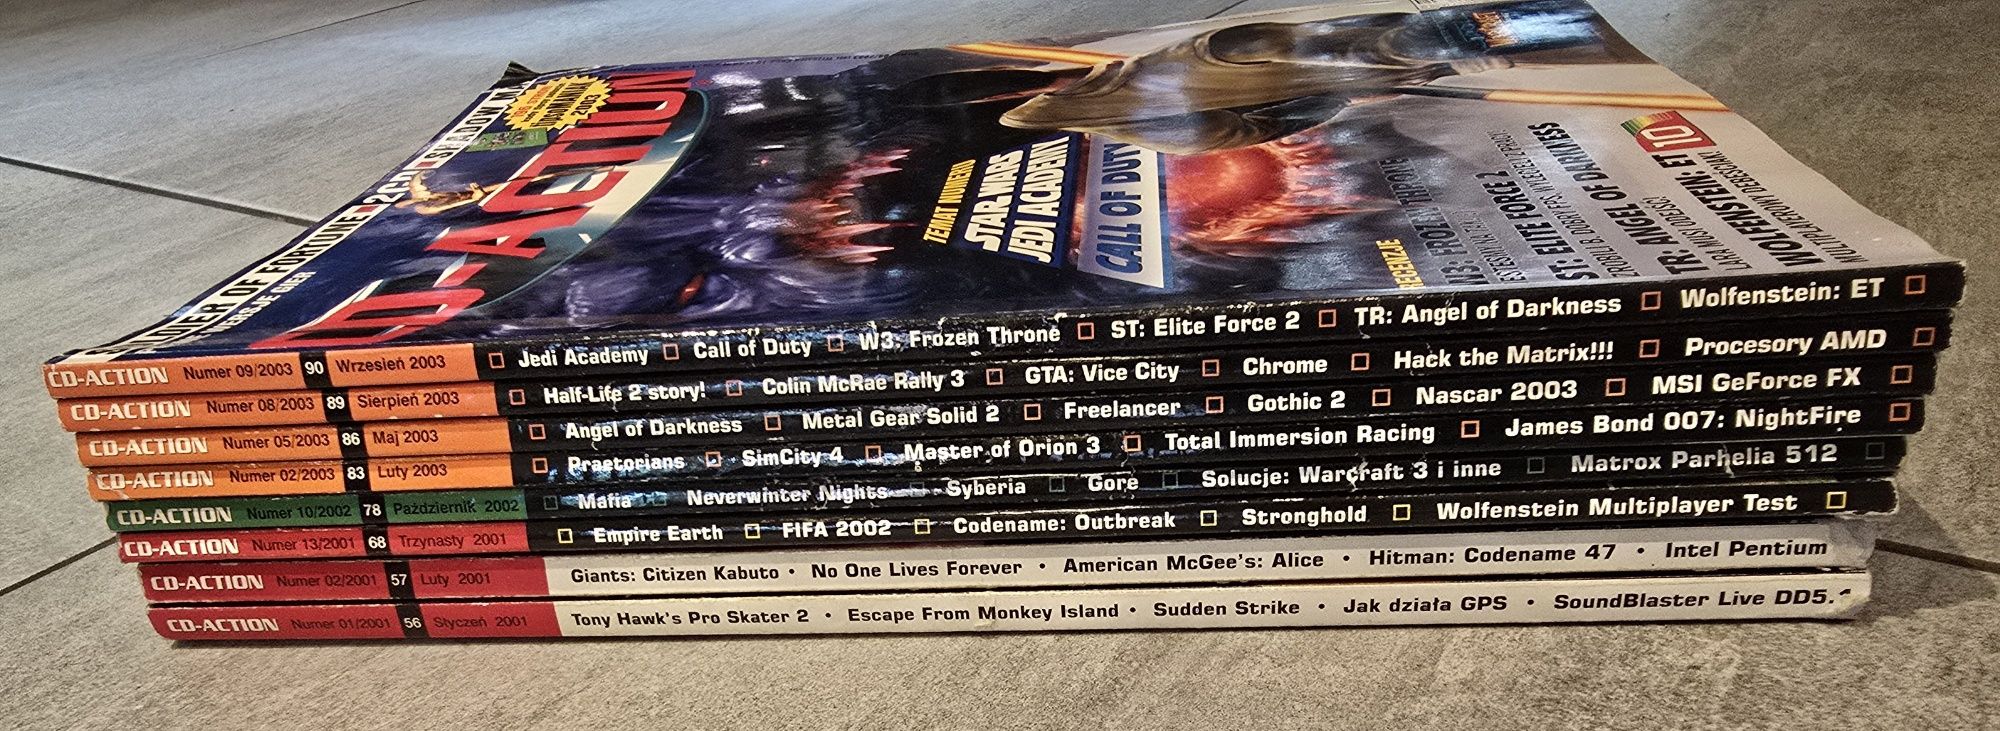 CD-ACTION
WERSJE GIER
OF FORTUNE 2CD
2003
TEMAT NUMERU
STAR WARS
JEDI ACADEMY
CALL OF DUTY
RECENZJE
ST: ELITE FORCE 2
TR: ANGEL OF DARKNESS
WOLFENSTEIN: ET
10
CD-ACTION Numer 09/2003 90 Wrzesień 2003 □ Jedi Academy □ Call of Duty □ W3: Frozen Throne □ ST: Elite Force 2 □ TR: Angel of Darkness □ Wolfenstein: ET □
CD-ACTION Numer 08/2003 89 Sierpień 2003 □ Half-Life 2 story! □ Colin McRae Rally 3 □ GTA: Vice City □ Chrome □ Hack the Matrix!!! □ Procesory AMD □
CD-ACTION Numer 05/2003 86 Maj 2003 □ Angel of Darkness □ Metal Gear Solid 2 □ Freelancer □ Gothic 2 □ Nascar 2003 □ MSI GeForce FX □
CD-ACTION Numer 02/2003 83 Luty 2003 □ Praetorians □ SimCity 4 □ Master of Orion 3 □ Total Immersion Racing □ James Bond 007: NightFire □
CD-ACTION Numer 10/2002 78 Październik 2002 □ Mafia □ Neverwinter Nights □ Syberia □ Gore □ Solucje: Warcraft 3 i inne □ Matrox Parhelia 512 □
CD-ACTION Numer 13/2001 68 Trzynasty 2001 □ Empire Earth □ FIFA 2002 □ Codename: Outbreak □ Stronghold □ Wolfenstein Multiplayer Test □
CD-ACTION Numer 02/2001 57 Luty 2001 Giants: Citizen Kabuto • No One Lives Forever • American McGee's: Alice • Hitman: Codename 47 • Intel Pentium
CD-ACTION Numer 01/2001 56 Styczeń 2001 Tony Hawk's Pro Skater 2 • Escape From Monkey Island • Sudden Strike • Jak działa GPS • SoundBlaster Live DD5.